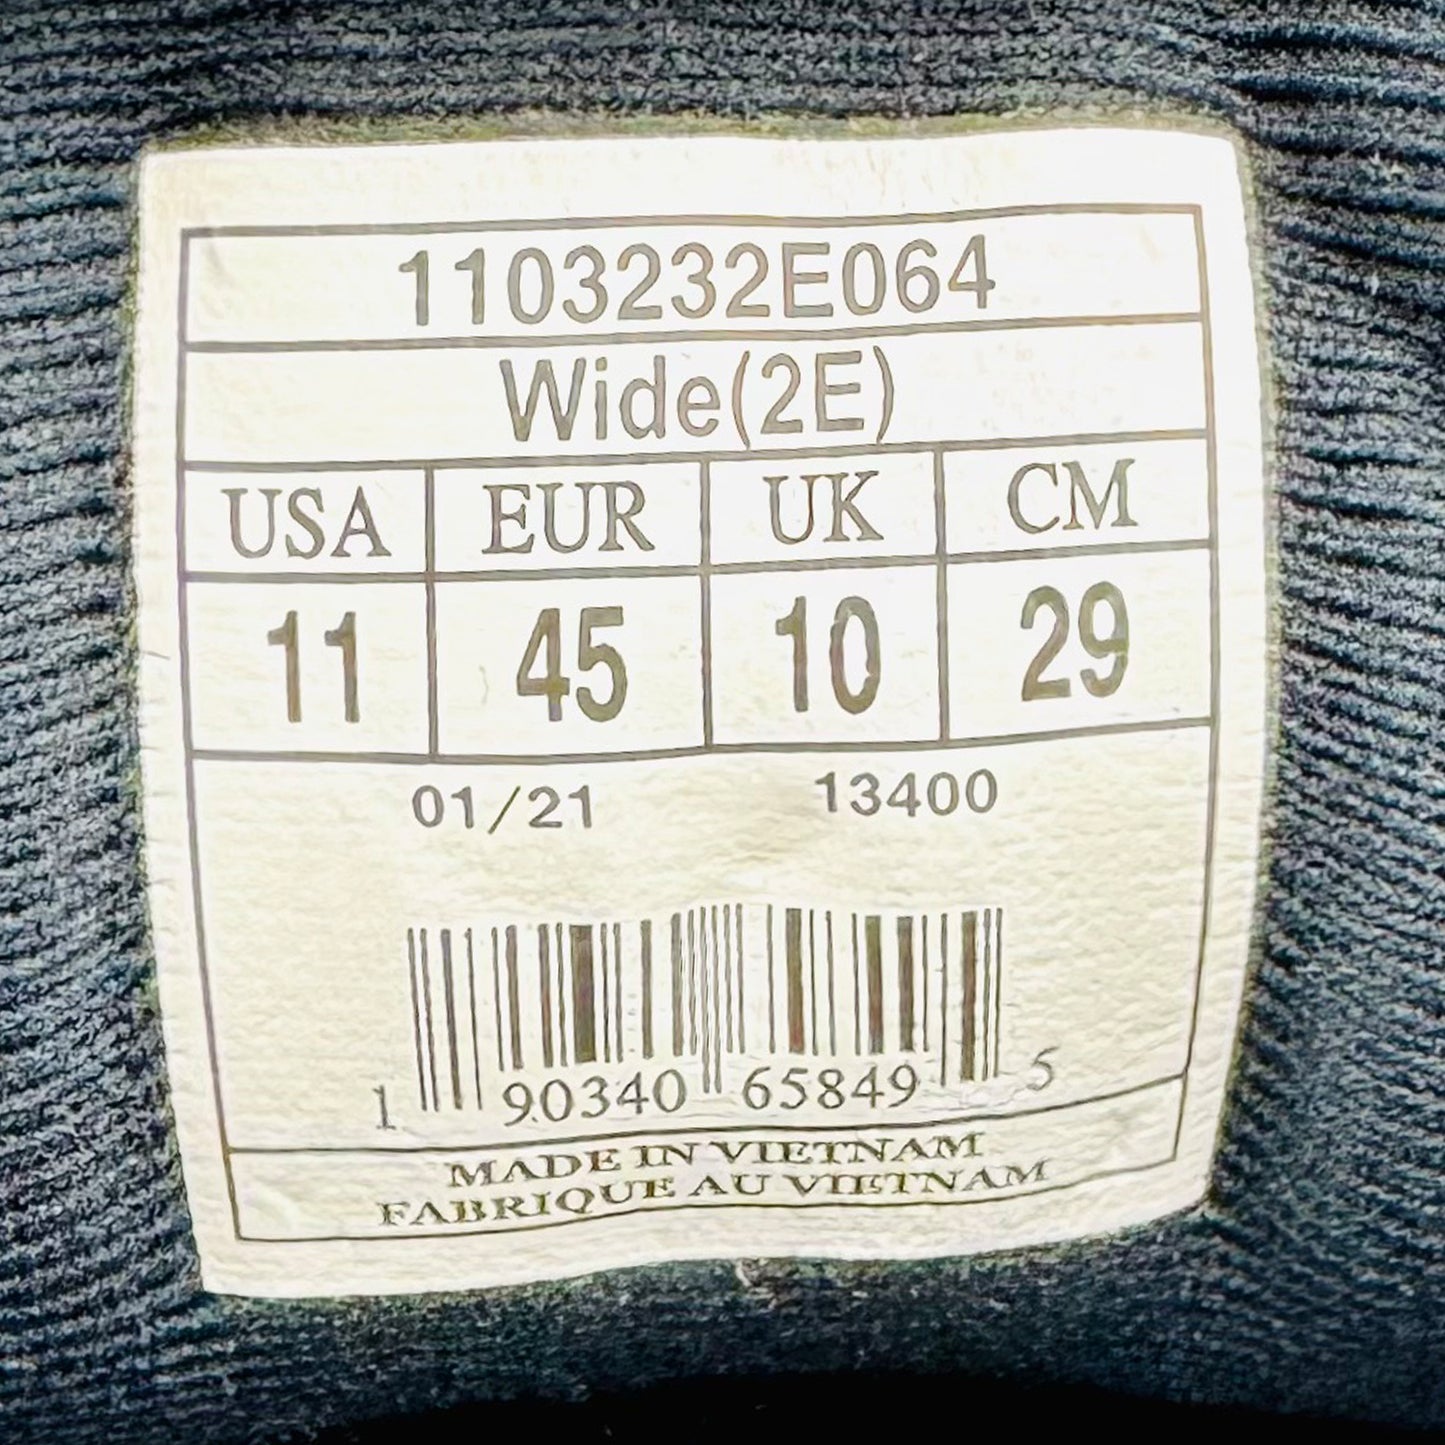 1103232E064
Wide(2E)
USA EUR UK CM
11 45 10 29
01/21 13400
1 90340 65849 5
MADE IN VIETNAM
FABRIQUE AU VIETNAM